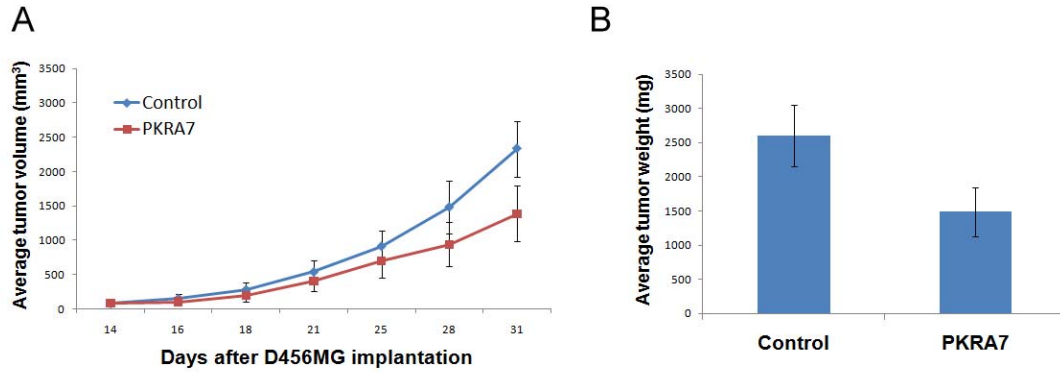 A
Average tumor volume (mm³)
3500
3000
2500
2000
1500
1000
500
0
Control
PKRA7
14 16 18 21 25 28 31
Days after D456MG implantation
B
Average tumor weight (mg)
3500
3000
2500
2000
1500
1000
500
0
Control PKRA7